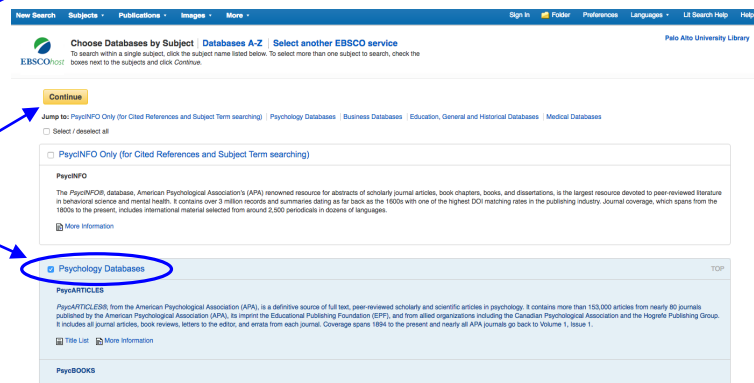 New Search Subjects Publications Images More Sign In Folder Preferences Languages Lit Search Help Help
Choose Databases by Subject | Databases A-Z | Select another EBSCO service
Palo Alto University Library
To search within a single subject, click the subject name listed below. To select more than one subject to search, check the
boxes next to the subjects and click Continue.
EBSCOhost
Continue
Jump to: PsycINFO Only (for Cited References and Subject Term searching) | Psychology Databases | Business Databases | Education, General and Historical Databases | Medical Databases
Select / deselect all
PsycINFO Only (for Cited References and Subject Term searching)
PsycINFO
The PsycINFO®, database, American Psychological Association's (APA) renowned resource for abstracts of scholarly journal articles, book chapters, books, and dissertations, is the largest resource devoted to peer-reviewed literature
in behavioral science and mental health. It contains over 3 million records and summaries dating as far back as the 1600s with one of the highest DOI matching rates in the publishing industry. Journal coverage, which spans from the
1800s to the present, includes international material selected from around 2,500 periodicals in dozens of languages.
More Information
Psychology Databases TOP
PsycARTICLES
PsycARTICLES®, from the American Psychological Association (APA), is a definitive source of full text, peer-reviewed scholarly and scientific articles in psychology. It contains more than 153,000 articles from nearly 80 journals
published by the American Psychological Association (APA), its imprint the Educational Publishing Foundation (EPF), and from allied organizations including the Canadian Psychological Association and the Hogrefe Publishing Group.
It includes all journal articles, book reviews, letters to the editor, and errata from each journal. Coverage spans 1894 to the present and nearly all APA journals go back to Volume 1, Issue 1.
Title List More Information
PsycBOOKS